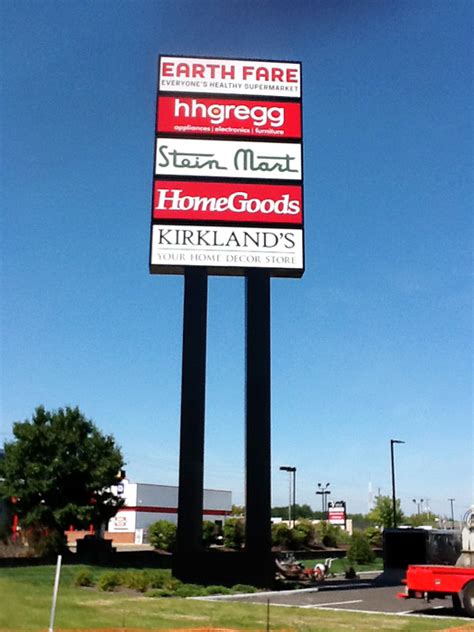 EARTH FARE
EVERYONE'S HEALTHY SUPERMARKET
hhgregg
appliances | electronics | furniture
Stein Mart
HomeGoods
KIRKLAND'S
YOUR HOME DECOR STORE